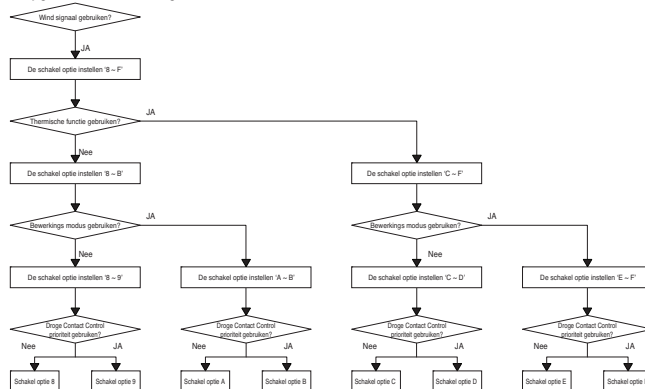 Wind signaal gebruiken?
JA
De schakel optie instellen '8 ~ F'
Thermische functie gebruiken?
JA
Nee
De schakel optie instellen '8 ~ B'
De schakel optie instellen 'C ~ F'
Bewerkings modus gebruiken?
JA
Bewerkings modus gebruiken?
JA
Nee
Nee
De schakel optie instellen '8 ~ 9'
De schakel optie instellen 'A ~ B'
De schakel optie instellen 'C ~ D'
De schakel optie instellen 'E ~ F'
Droge Contact Control
prioriteit gebruiken?
Droge Contact Control
prioriteit gebruiken?
Droge Contact Control
prioriteit gebruiken?
Droge Contact Control
prioriteit gebruiken?
Nee
JA
Nee
JA
Nee
JA
Nee
JA
Schakel optie 8
Schakel optie 9
Schakel optie A
Schakel optie B
Schakel optie C
Schakel optie D
Schakel optie E
Schakel optie